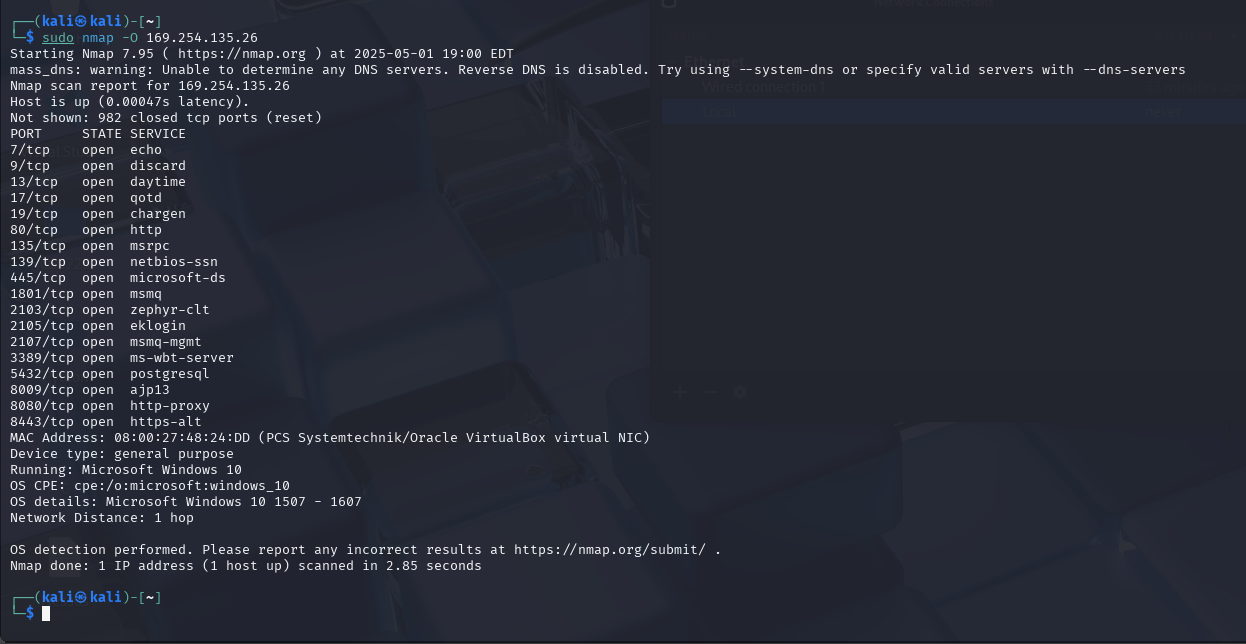 Network Connections
┌──(kali㉿kali)-[~]
└─$ sudo nmap -O 169.254.135.26
Starting Nmap 7.95 ( https://nmap.org ) at 2025-05-01 19:00 EDT
mass_dns: warning: Unable to determine any DNS servers. Reverse DNS is disabled. Try using --system-dns or specify valid servers with --dns-servers
Nmap scan report for 169.254.135.26
Wired connection 1
Host is up (0.00047s latency).
Not shown: 982 closed tcp ports (reset)
PORT     STATE SERVICE
7/tcp    open  echo
9/tcp    open  discard
13/tcp   open  daytime
17/tcp   open  qotd
19/tcp   open  chargen
80/tcp   open  http
135/tcp  open  msrpc
139/tcp  open  netbios-ssn
445/tcp  open  microsoft-ds
1801/tcp open  msmq
2103/tcp open  zephyr-clt
2105/tcp open  eklogin
2107/tcp open  msmq-mgmt
3389/tcp open  ms-wbt-server
5432/tcp open  postgresql
8009/tcp open  ajp13
8080/tcp open  http-proxy
8443/tcp open  https-alt
MAC Address: 08:00:27:48:24:DD (PCS Systemtechnik/Oracle VirtualBox virtual NIC)
Device type: general purpose
Running: Microsoft Windows 10
OS CPE: cpe:/o:microsoft:windows_10
OS details: Microsoft Windows 10 1507 - 1607
Network Distance: 1 hop
OS detection performed. Please report any incorrect results at https://nmap.org/submit/ .
Nmap done: 1 IP address (1 host up) scanned in 2.85 seconds
┌──(kali㉿kali)-[~]
└─$